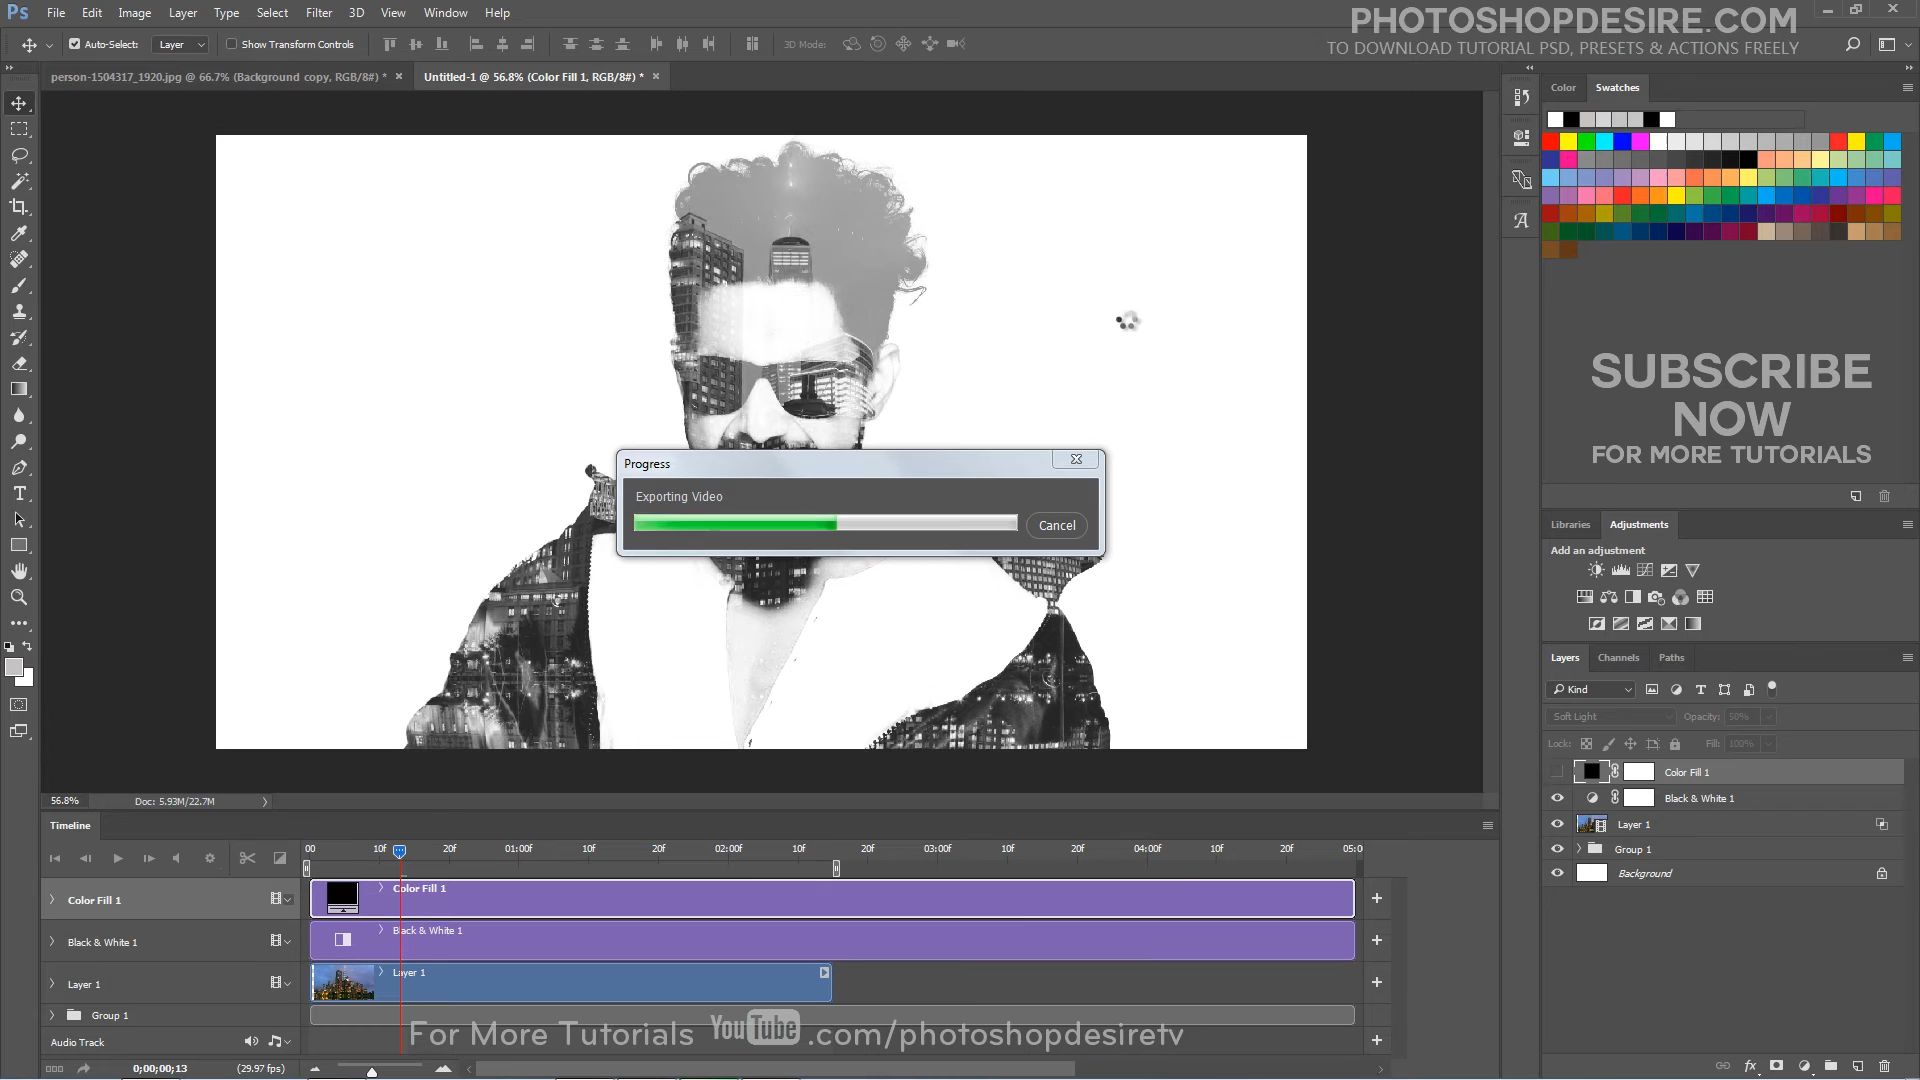 Ps File Edit Image Layer Type Select Filter 3D View Window Help
PHOTOSHOPDESIRE.COM
TO DOWNLOAD TUTORIAL PSD, PRESETS & ACTIONS FREELY
Auto-Select: Layer Show Transform Controls 3D Mode:
person-1504317_1920.jpg @ 66.7% (Background copy, RGB/8#) * ×
Untitled-1 @ 56.8% (Color Fill 1, RGB/8#) * ×
Color Swatches
SUBSCRIBE
NOW
FOR MORE TUTORIALS
Progress
Exporting Video
Cancel
Libraries Adjustments
Add an adjustment
Layers Channels Paths
Kind
Soft Light Opacity: 50%
Lock: Fill: 100%
Color Fill 1
Black & White 1
Layer 1
Group 1
Background
56.8% Doc: 5.93M/22.7M
Timeline
00 10f 20f 01:00f 10f 20f 02:00f 10f 20f 03:00f 10f 20f 04:00f 10f 20f 05:0
Color Fill 1 Color Fill 1
Black & White 1 Black & White 1
Layer 1 Layer 1
Group 1
For More Tutorials YouTube .com/photoshopdesiretv
Audio Track
0;00;00;13 (29.97 fps)
fx